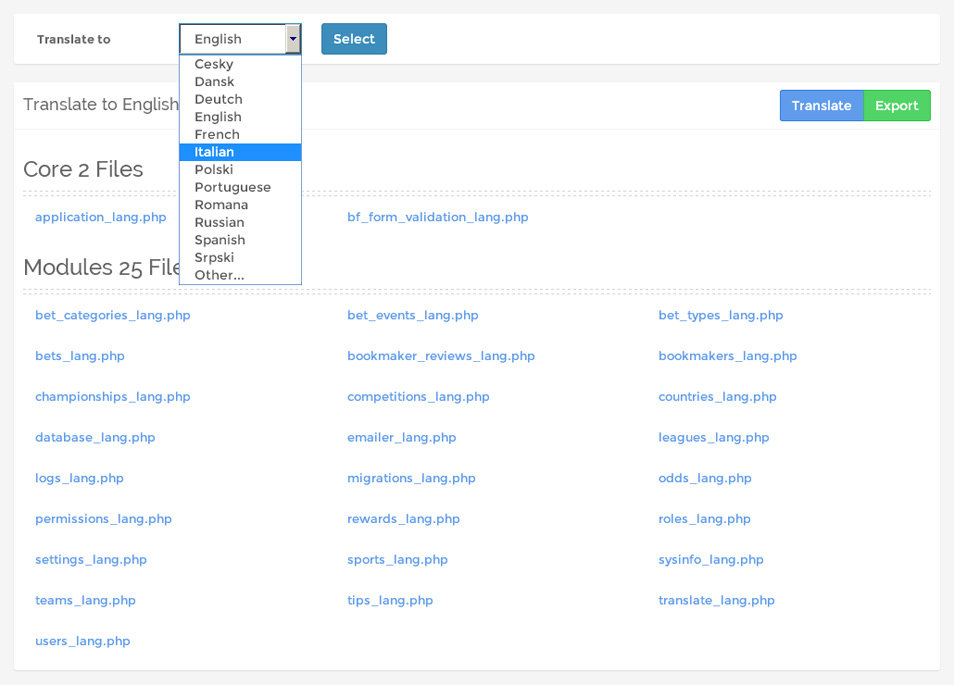 Translate to English Select
Cesky
Dansk
Deutch
English
French
Italian
Polski
Portuguese
Romana
Russian
Spanish
Srpski
Other...
Translate to English Translate Export
Core 2 Files
application_lang.php bf_form_validation_lang.php
Modules 25 File
bet_categories_lang.php bet_events_lang.php bet_types_lang.php
bets_lang.php bookmaker_reviews_lang.php bookmakers_lang.php
championships_lang.php competitions_lang.php countries_lang.php
database_lang.php emailer_lang.php leagues_lang.php
logs_lang.php migrations_lang.php odds_lang.php
permissions_lang.php rewards_lang.php roles_lang.php
settings_lang.php sports_lang.php sysinfo_lang.php
teams_lang.php tips_lang.php translate_lang.php
users_lang.php